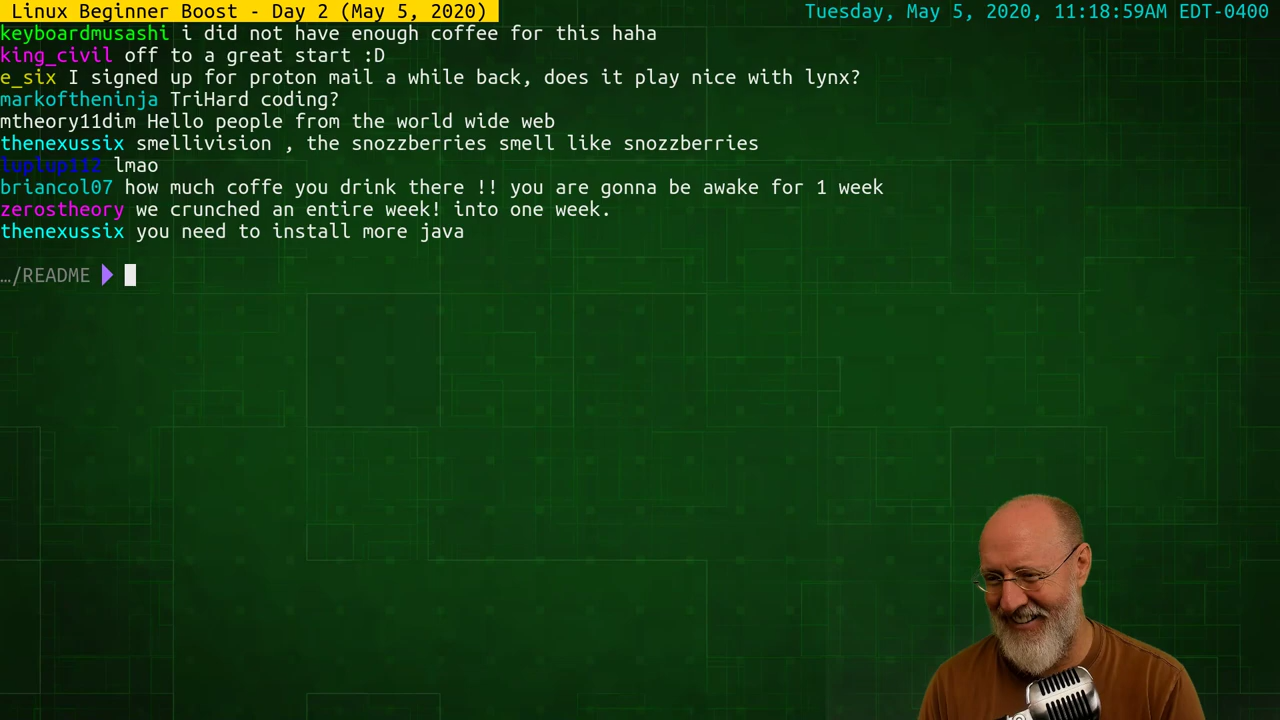 Linux Beginner Boost - Day 2 (May 5, 2020)
Tuesday, May 5, 2020, 11:18:59AM EDT-0400
keyboardmusashi i did not have enough coffee for this haha
king_civil off to a great start :D
e_six I signed up for proton mail a while back, does it play nice with lynx?
markoftheninja TriHard coding?
mtheory11dim Hello people from the world wide web
thenexussix smellivision , the snozzberries smell like snozzberries
luplup112 lmao
briancol07 how much coffe you drink there !! you are gonna be awake for 1 week
zerostheory we crunched an entire week! into one week.
thenexussix you need to install more java
…/README